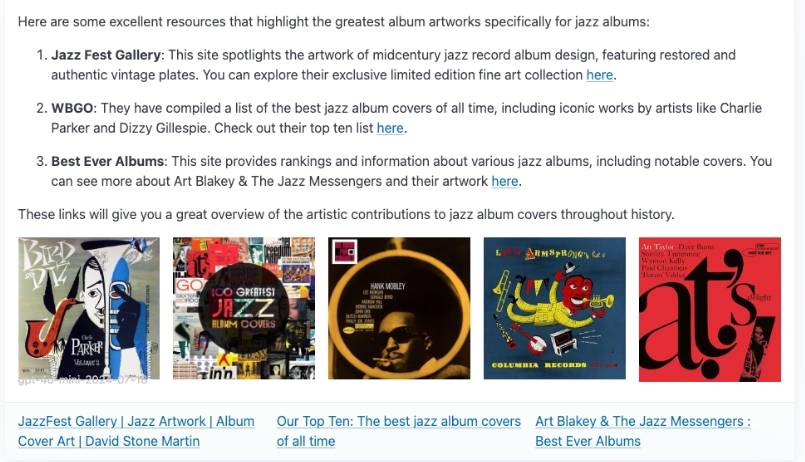 Here are some excellent resources that highlight the greatest album artworks specifically for jazz albums:
1. Jazz Fest Gallery: This site spotlights the artwork of midcentury jazz record album design, featuring restored and
authentic vintage plates. You can explore their exclusive limited edition fine art collection here.
2. WBGO: They have compiled a list of the best jazz album covers of all time, including iconic works by artists like Charlie
Parker and Dizzy Gillespie. Check out their top ten list here.
3. Best Ever Albums: This site provides rankings and information about various jazz albums, including notable covers. You
can see more about Art Blakey & The Jazz Messengers and their artwork here.
These links will give you a great overview of the artistic contributions to jazz album covers throughout history.
BIRD
and DIZ
Charlie
PARKER
Volume 2
100 GREATEST
JAZZ
ALBUM COVERS
HANK MOBLEY
LOUIS ARMSTRONG'S
COLUMBIA RECORDS
Art Taylor Dave Burns
Stanley Turrentine
Wynton Kelly
Paul Chambers
at's
delight
gpt-4o-mini-2024-07-18
JazzFest Gallery | Jazz Artwork | Album
Cover Art | David Stone Martin
Our Top Ten: The best jazz album covers
of all time
Art Blakey & The Jazz Messengers :
Best Ever Albums